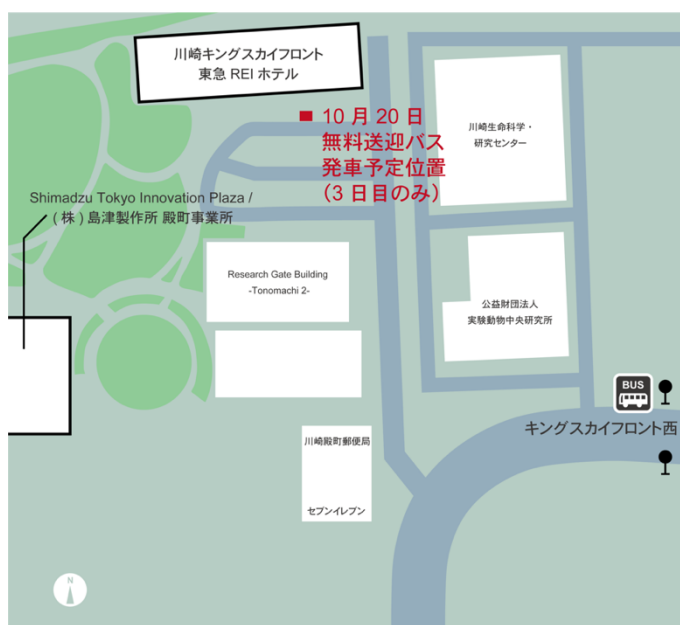 川崎キングスカイフロント
東急 REI ホテル
■ 10 月 20 日
無料送迎バス
発車予定位置
（3 日目のみ）
川崎生命科学・
研究センター
Shimadzu Tokyo Innovation Plaza /
( 株 ) 島津製作所 殿町事業所
Research Gate Building
-Tonomachi 2-
公益財団法人
実験動物中央研究所
BUS
キングスカイフロント西
川崎殿町郵便局
セブンイレブン
N